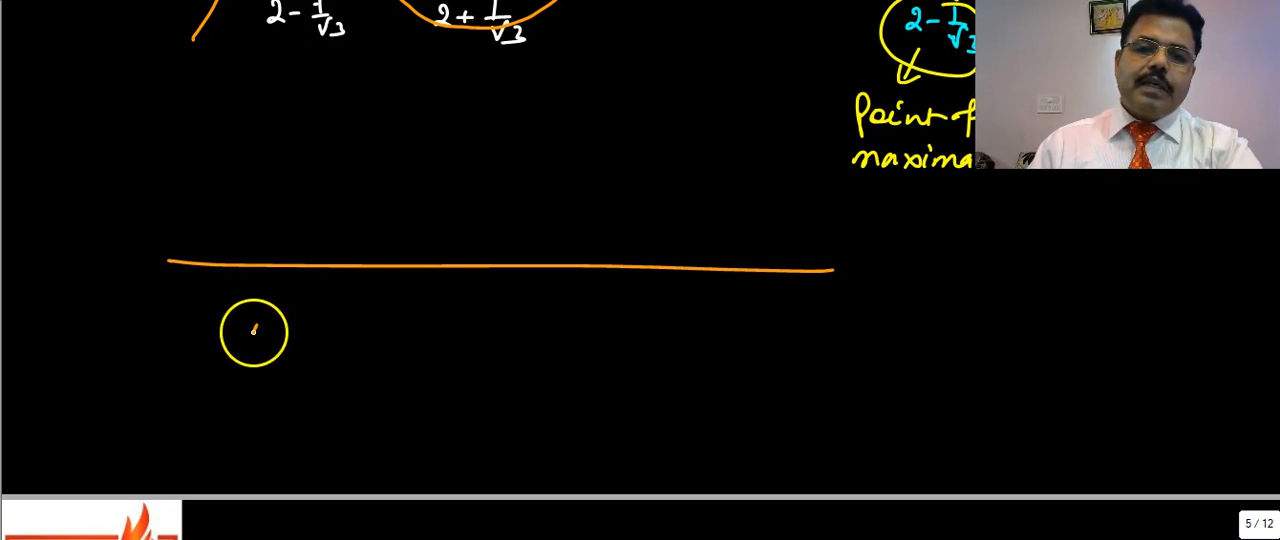 2 - 1/√3
2 + 1/√3
2 - 1/√3
Point of
maxima
5 / 12